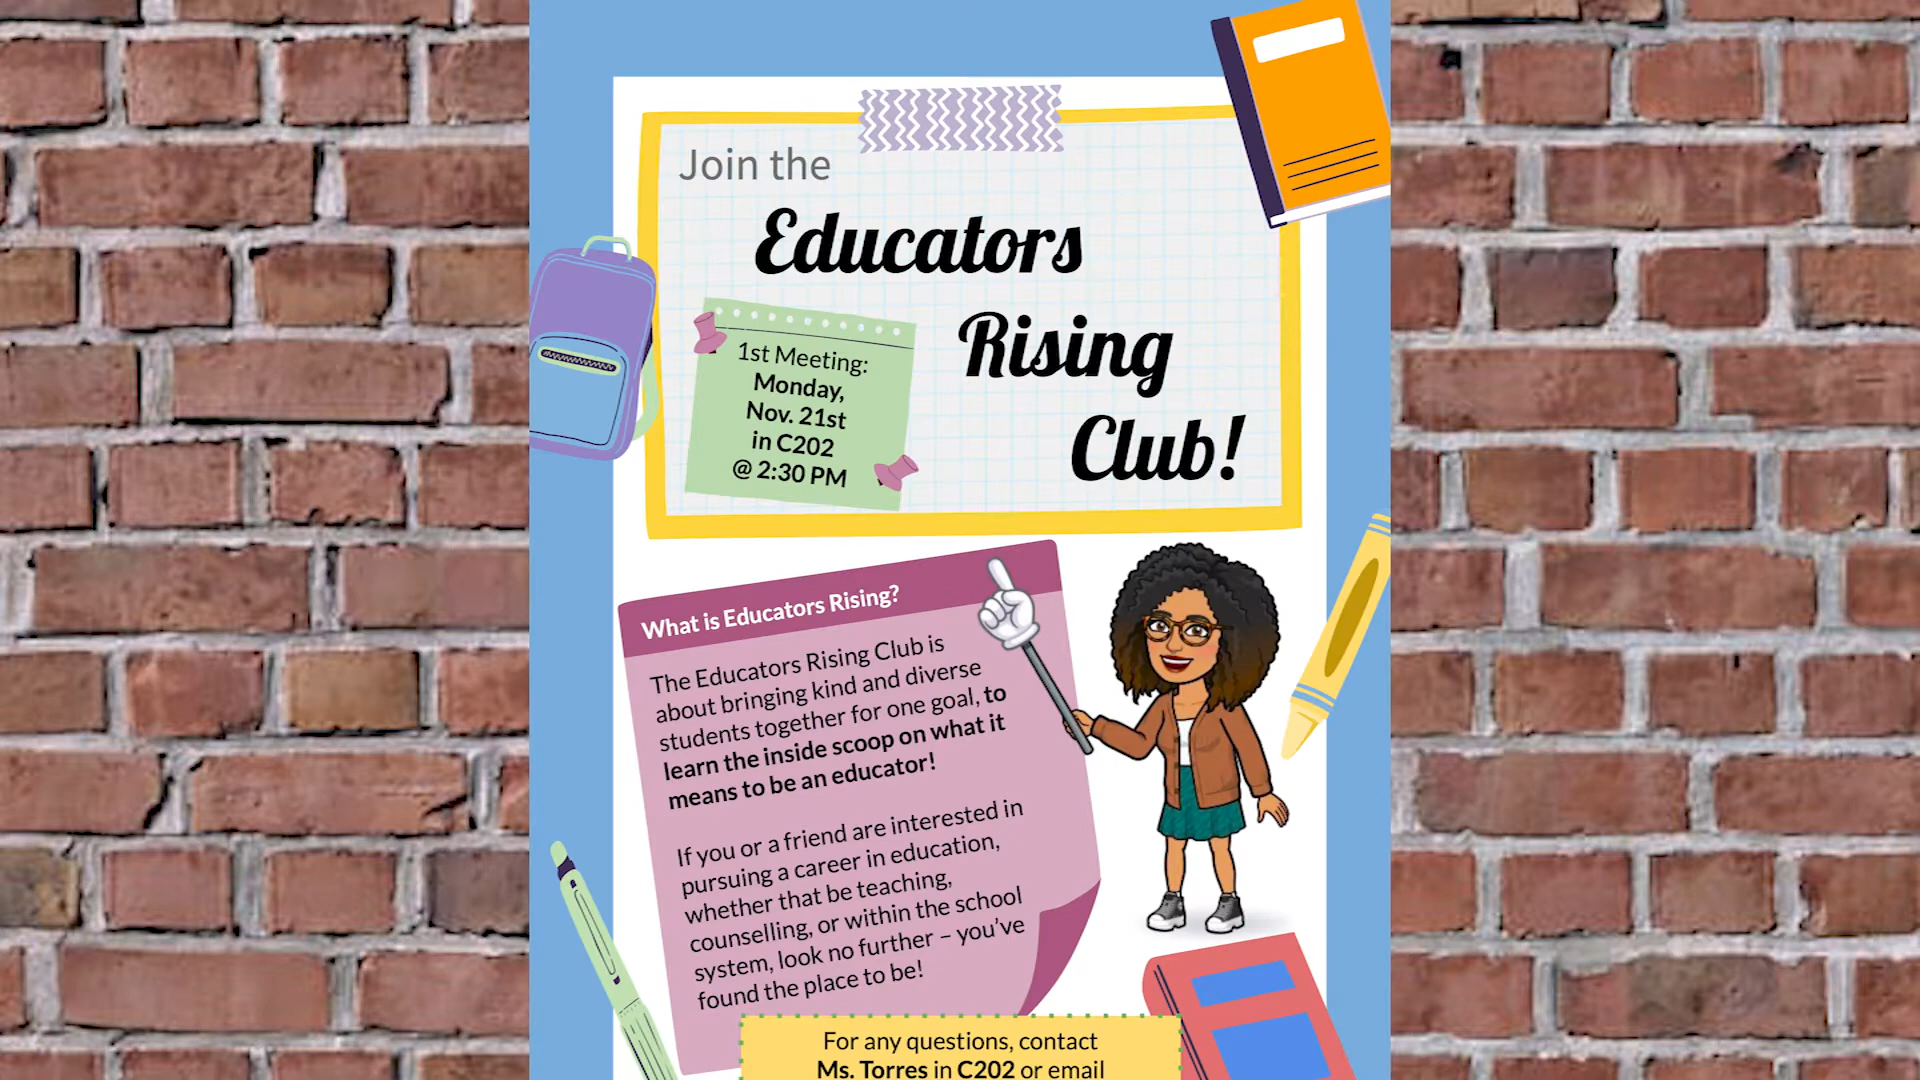 Join the
Educators
Rising
Club!
1st Meeting:
Monday,
Nov. 21st
in C202
@ 2:30 PM
What is Educators Rising?
The Educators Rising Club is
about bringing kind and diverse
students together for one goal, to
learn the inside scoop on what it
means to be an educator!
If you or a friend are interested in
pursuing a career in education,
whether that be teaching,
counselling, or within the school
system, look no further – you've
found the place to be!
For any questions, contact
Ms. Torres in C202 or email